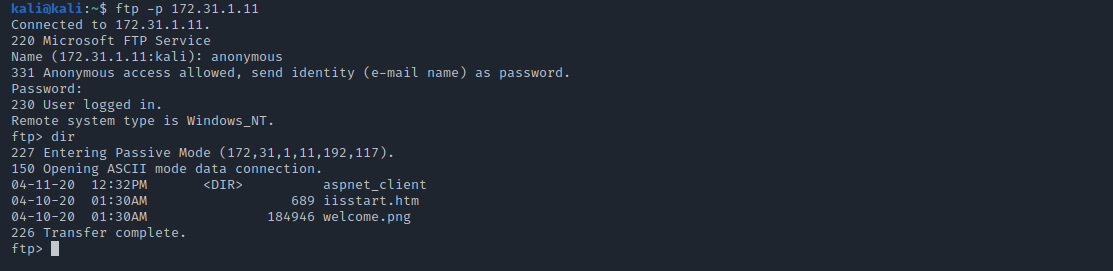 kali@kali:~$ ftp -p 172.31.1.11
Connected to 172.31.1.11.
220 Microsoft FTP Service
Name (172.31.1.11:kali): anonymous
331 Anonymous access allowed, send identity (e-mail name) as password.
Password:
230 User logged in.
Remote system type is Windows_NT.
ftp> dir
227 Entering Passive Mode (172,31,1,11,192,117).
150 Opening ASCII mode data connection.
04-11-20  12:32PM       <DIR>          aspnet_client
04-10-20  01:30AM                  689 iisstart.htm
04-10-20  01:30AM               184946 welcome.png
226 Transfer complete.
ftp>